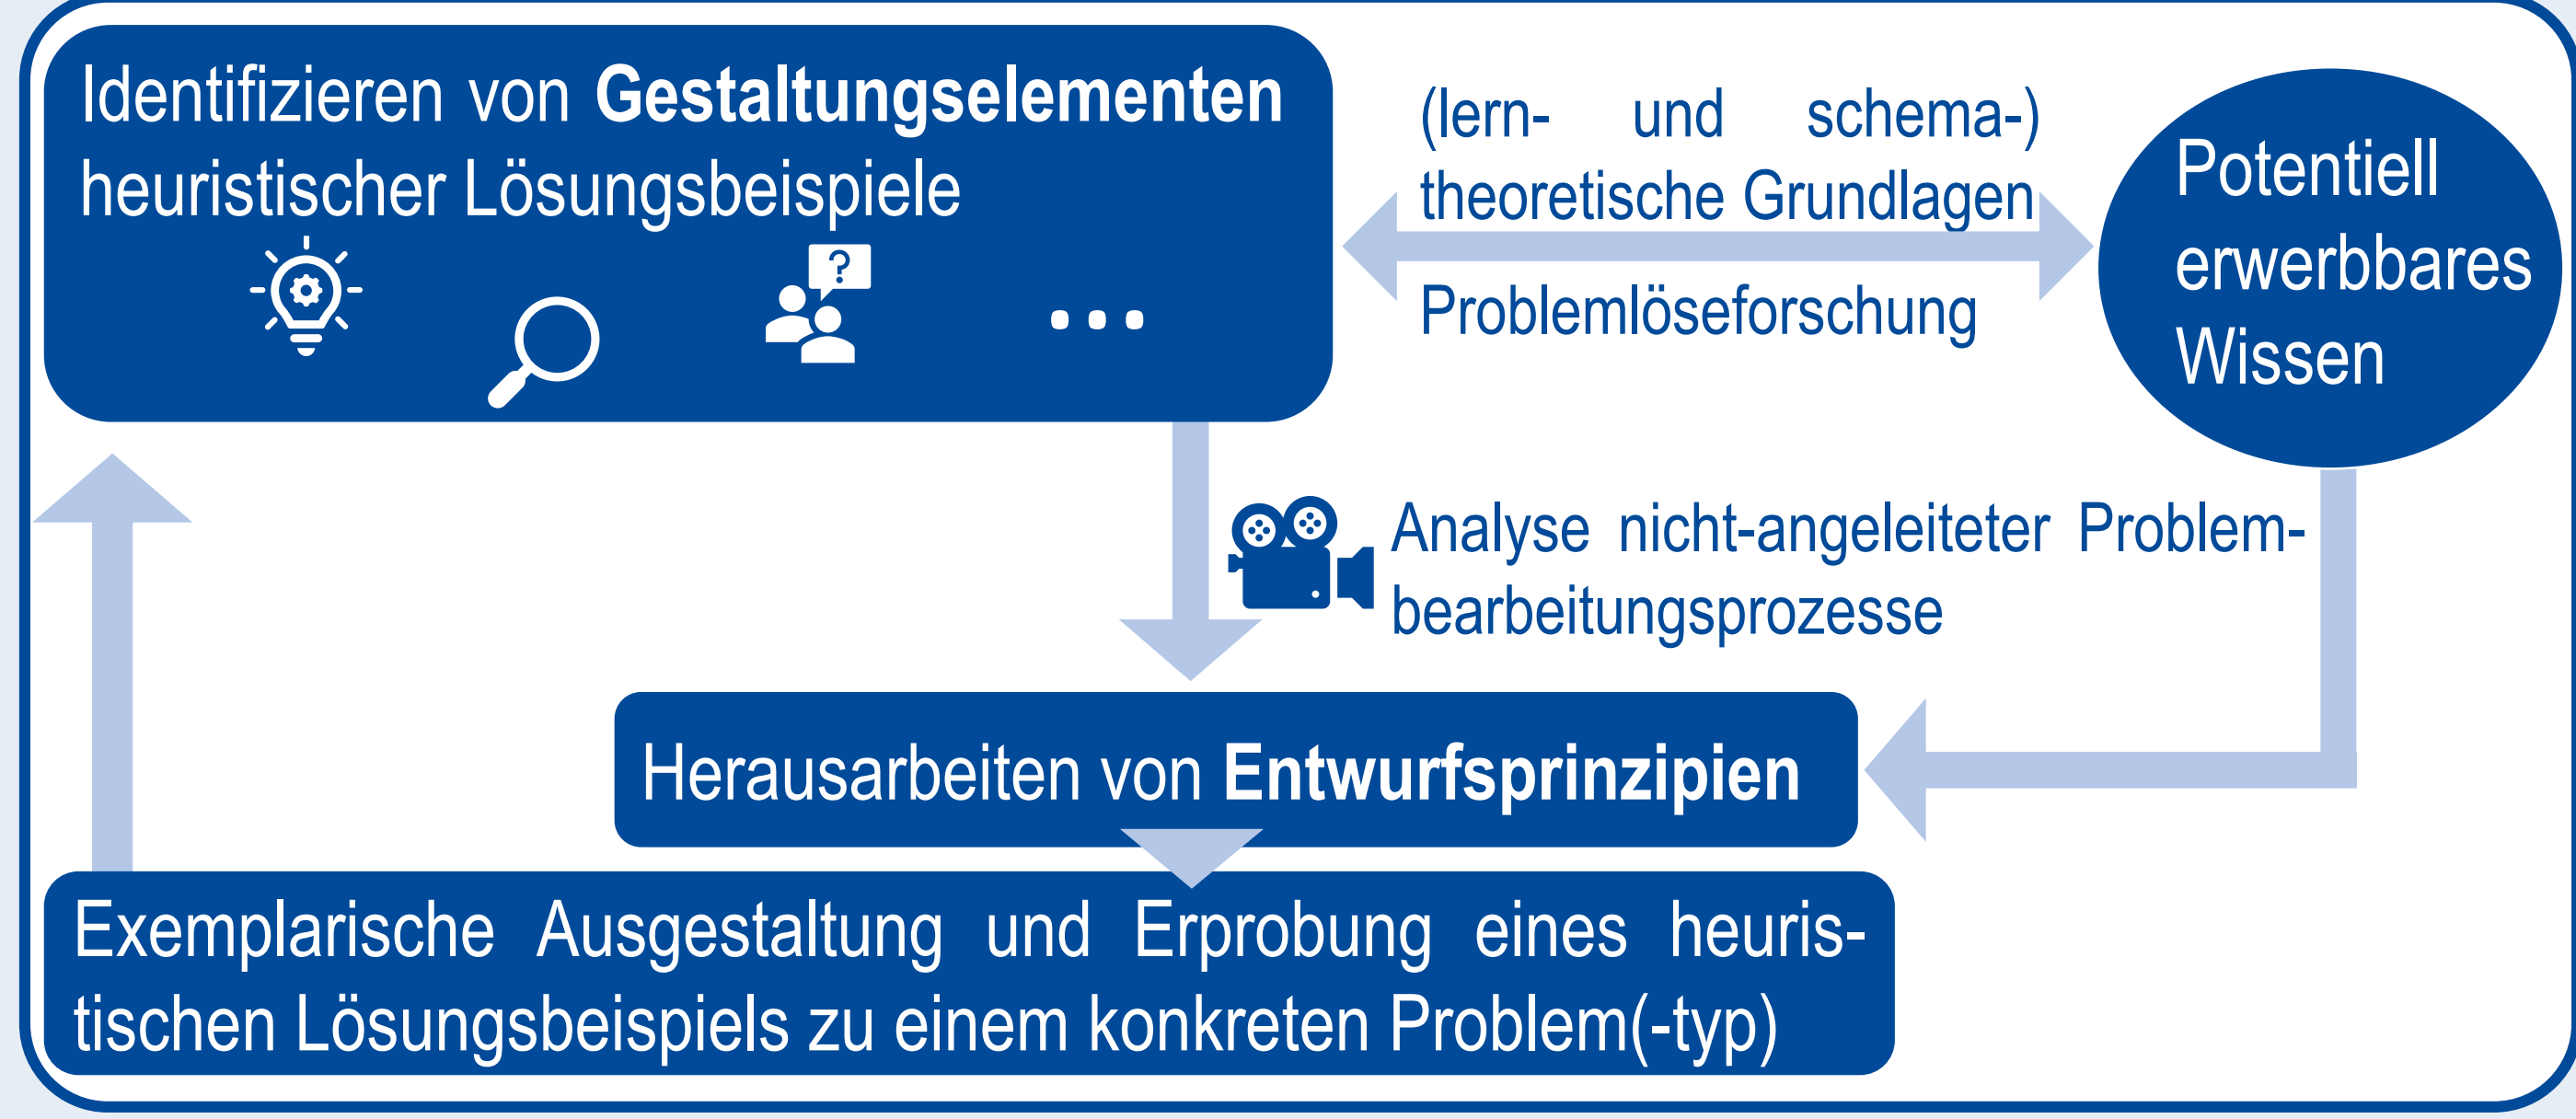 Identifizieren von Gestaltungselementen
heuristischer Lösungsbeispiele
?
...
(lern- und schema-)
theoretische Grundlagen
Problemlöseforschung
Potentiell
erwerbbares
Wissen
Analyse nicht-angeleiteter Problem-
bearbeitungsprozesse
Herausarbeiten von Entwurfsprinzipien
Exemplarische Ausgestaltung und Erprobung eines heuris-
tischen Lösungsbeispiels zu einem konkreten Problem(-typ)